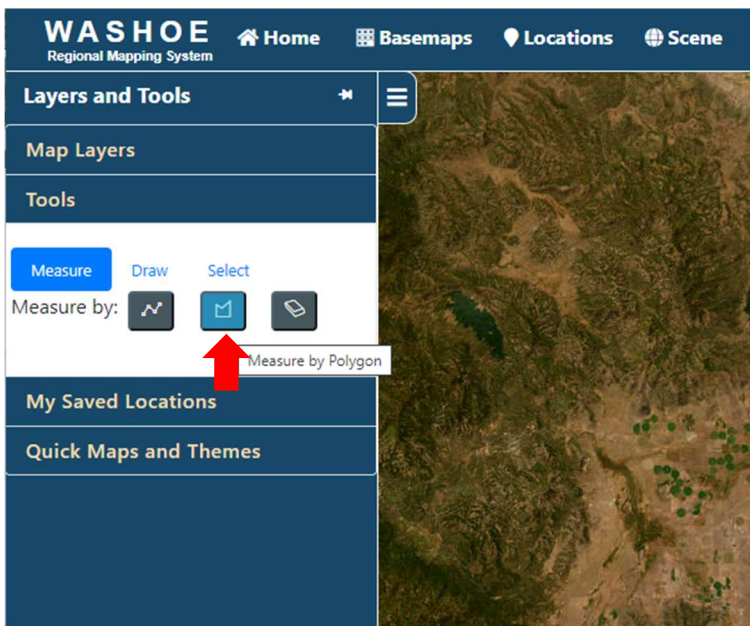 WASHOE
Regional Mapping System
Home
Basemaps
Locations
Scene
Layers and Tools
Map Layers
Tools
Measure
Draw
Select
Measure by:
Measure by Polygon
My Saved Locations
Quick Maps and Themes